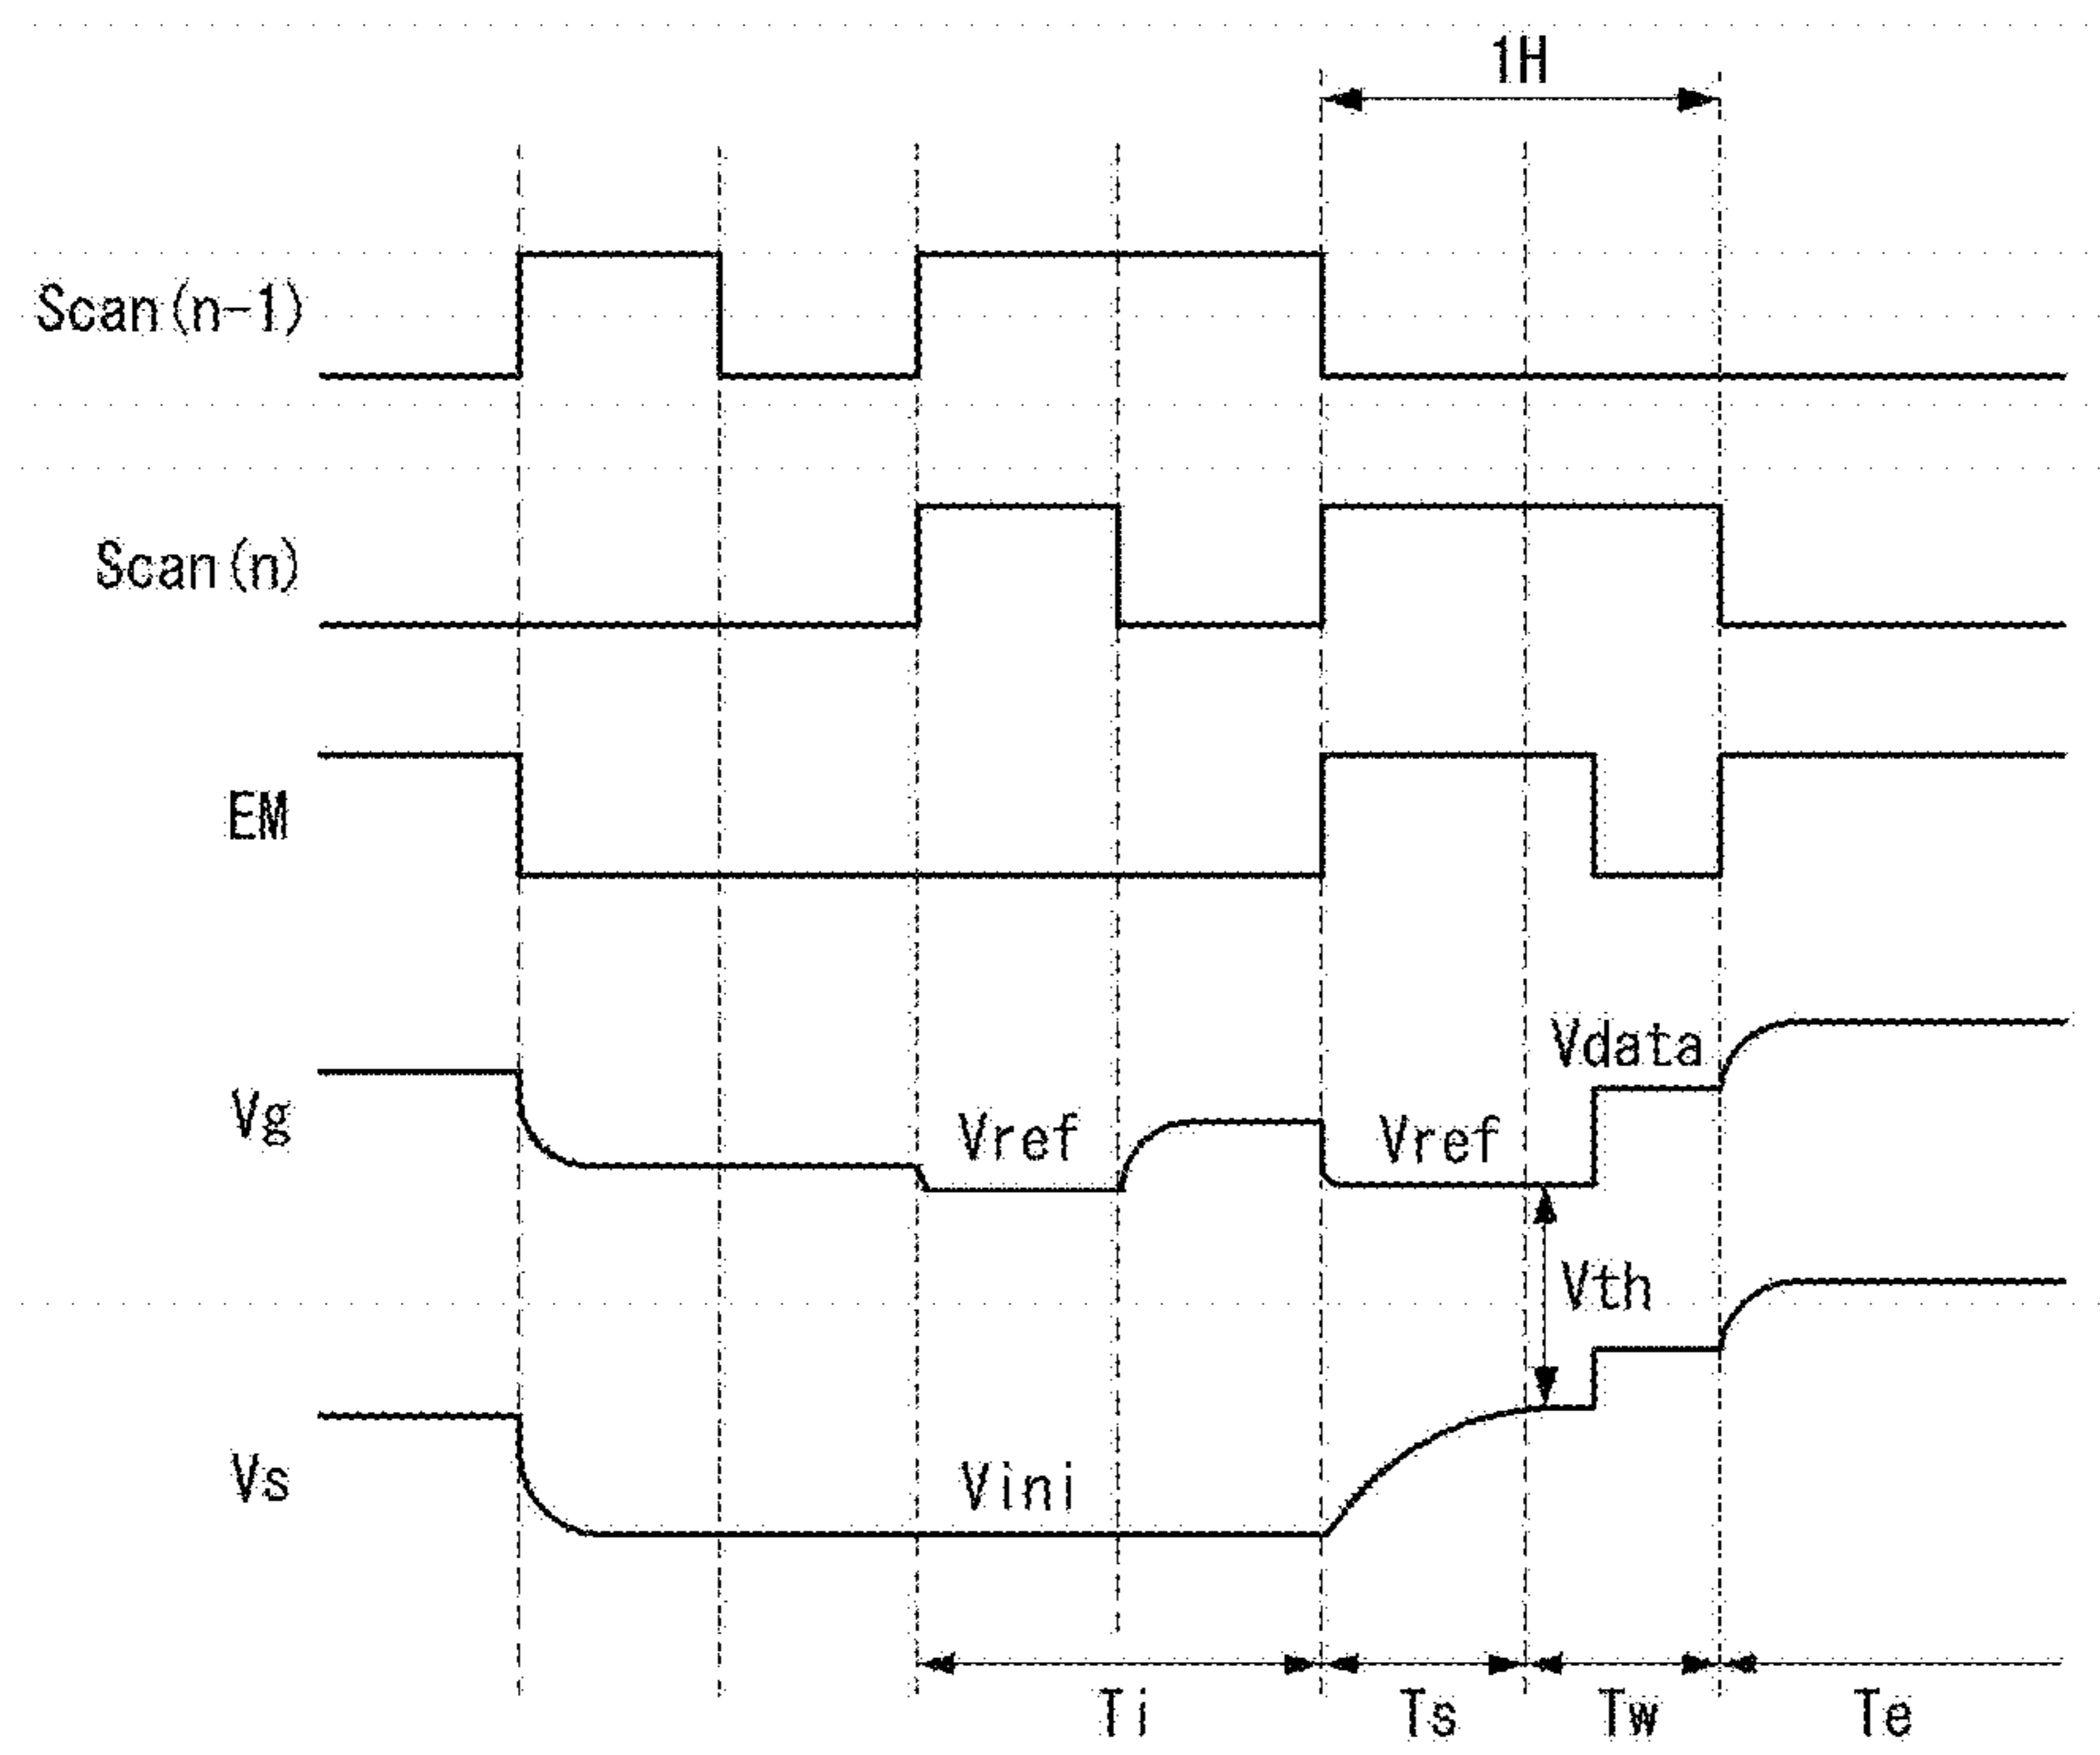 1H
Scan(n-1)
Scan(n)
EM
Vdata
Vg
Vref
Vref
Vth
Vs
Vini
Ti
Ts
Tw
Te